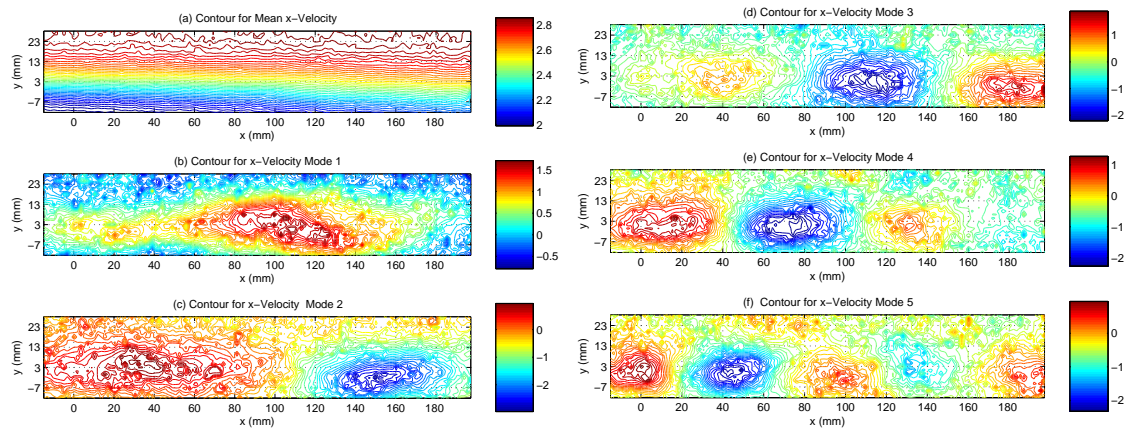 (a) Contour for Mean x−Velocity
y (mm)
23
13
3
−7
0 20 40 60 80 100 120 140 160 180
x (mm)
2.8
2.6
2.4
2.2
2
(b) Contour for x−Velocity Mode 1
y (mm)
23
13
3
−7
0 20 40 60 80 100 120 140 160 180
x (mm)
1.5
1
0.5
0
−0.5
(c) Contour for x−Velocity Mode 2
y (mm)
23
13
3
−7
0 20 40 60 80 100 120 140 160 180
x (mm)
0
−1
−2
(d) Contour for x−Velocity Mode 3
y (mm)
23
13
3
−7
0 20 40 60 80 100 120 140 160 180
x (mm)
1
0
−1
−2
(e) Contour for x−Velocity Mode 4
y (mm)
23
13
3
−7
0 20 40 60 80 100 120 140 160 180
x (mm)
1
0
−1
−2
(f) Contour for x−Velocity Mode 5
y (mm)
23
13
3
−7
0 20 40 60 80 100 120 140 160 180
x (mm)
0
−1
−2